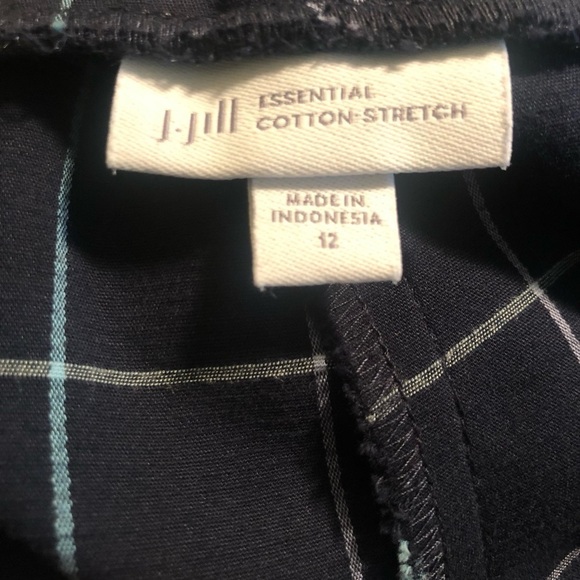 J.Jill ESSENTIAL
COTTON-STRETCH
MADE IN
INDONESIA
12